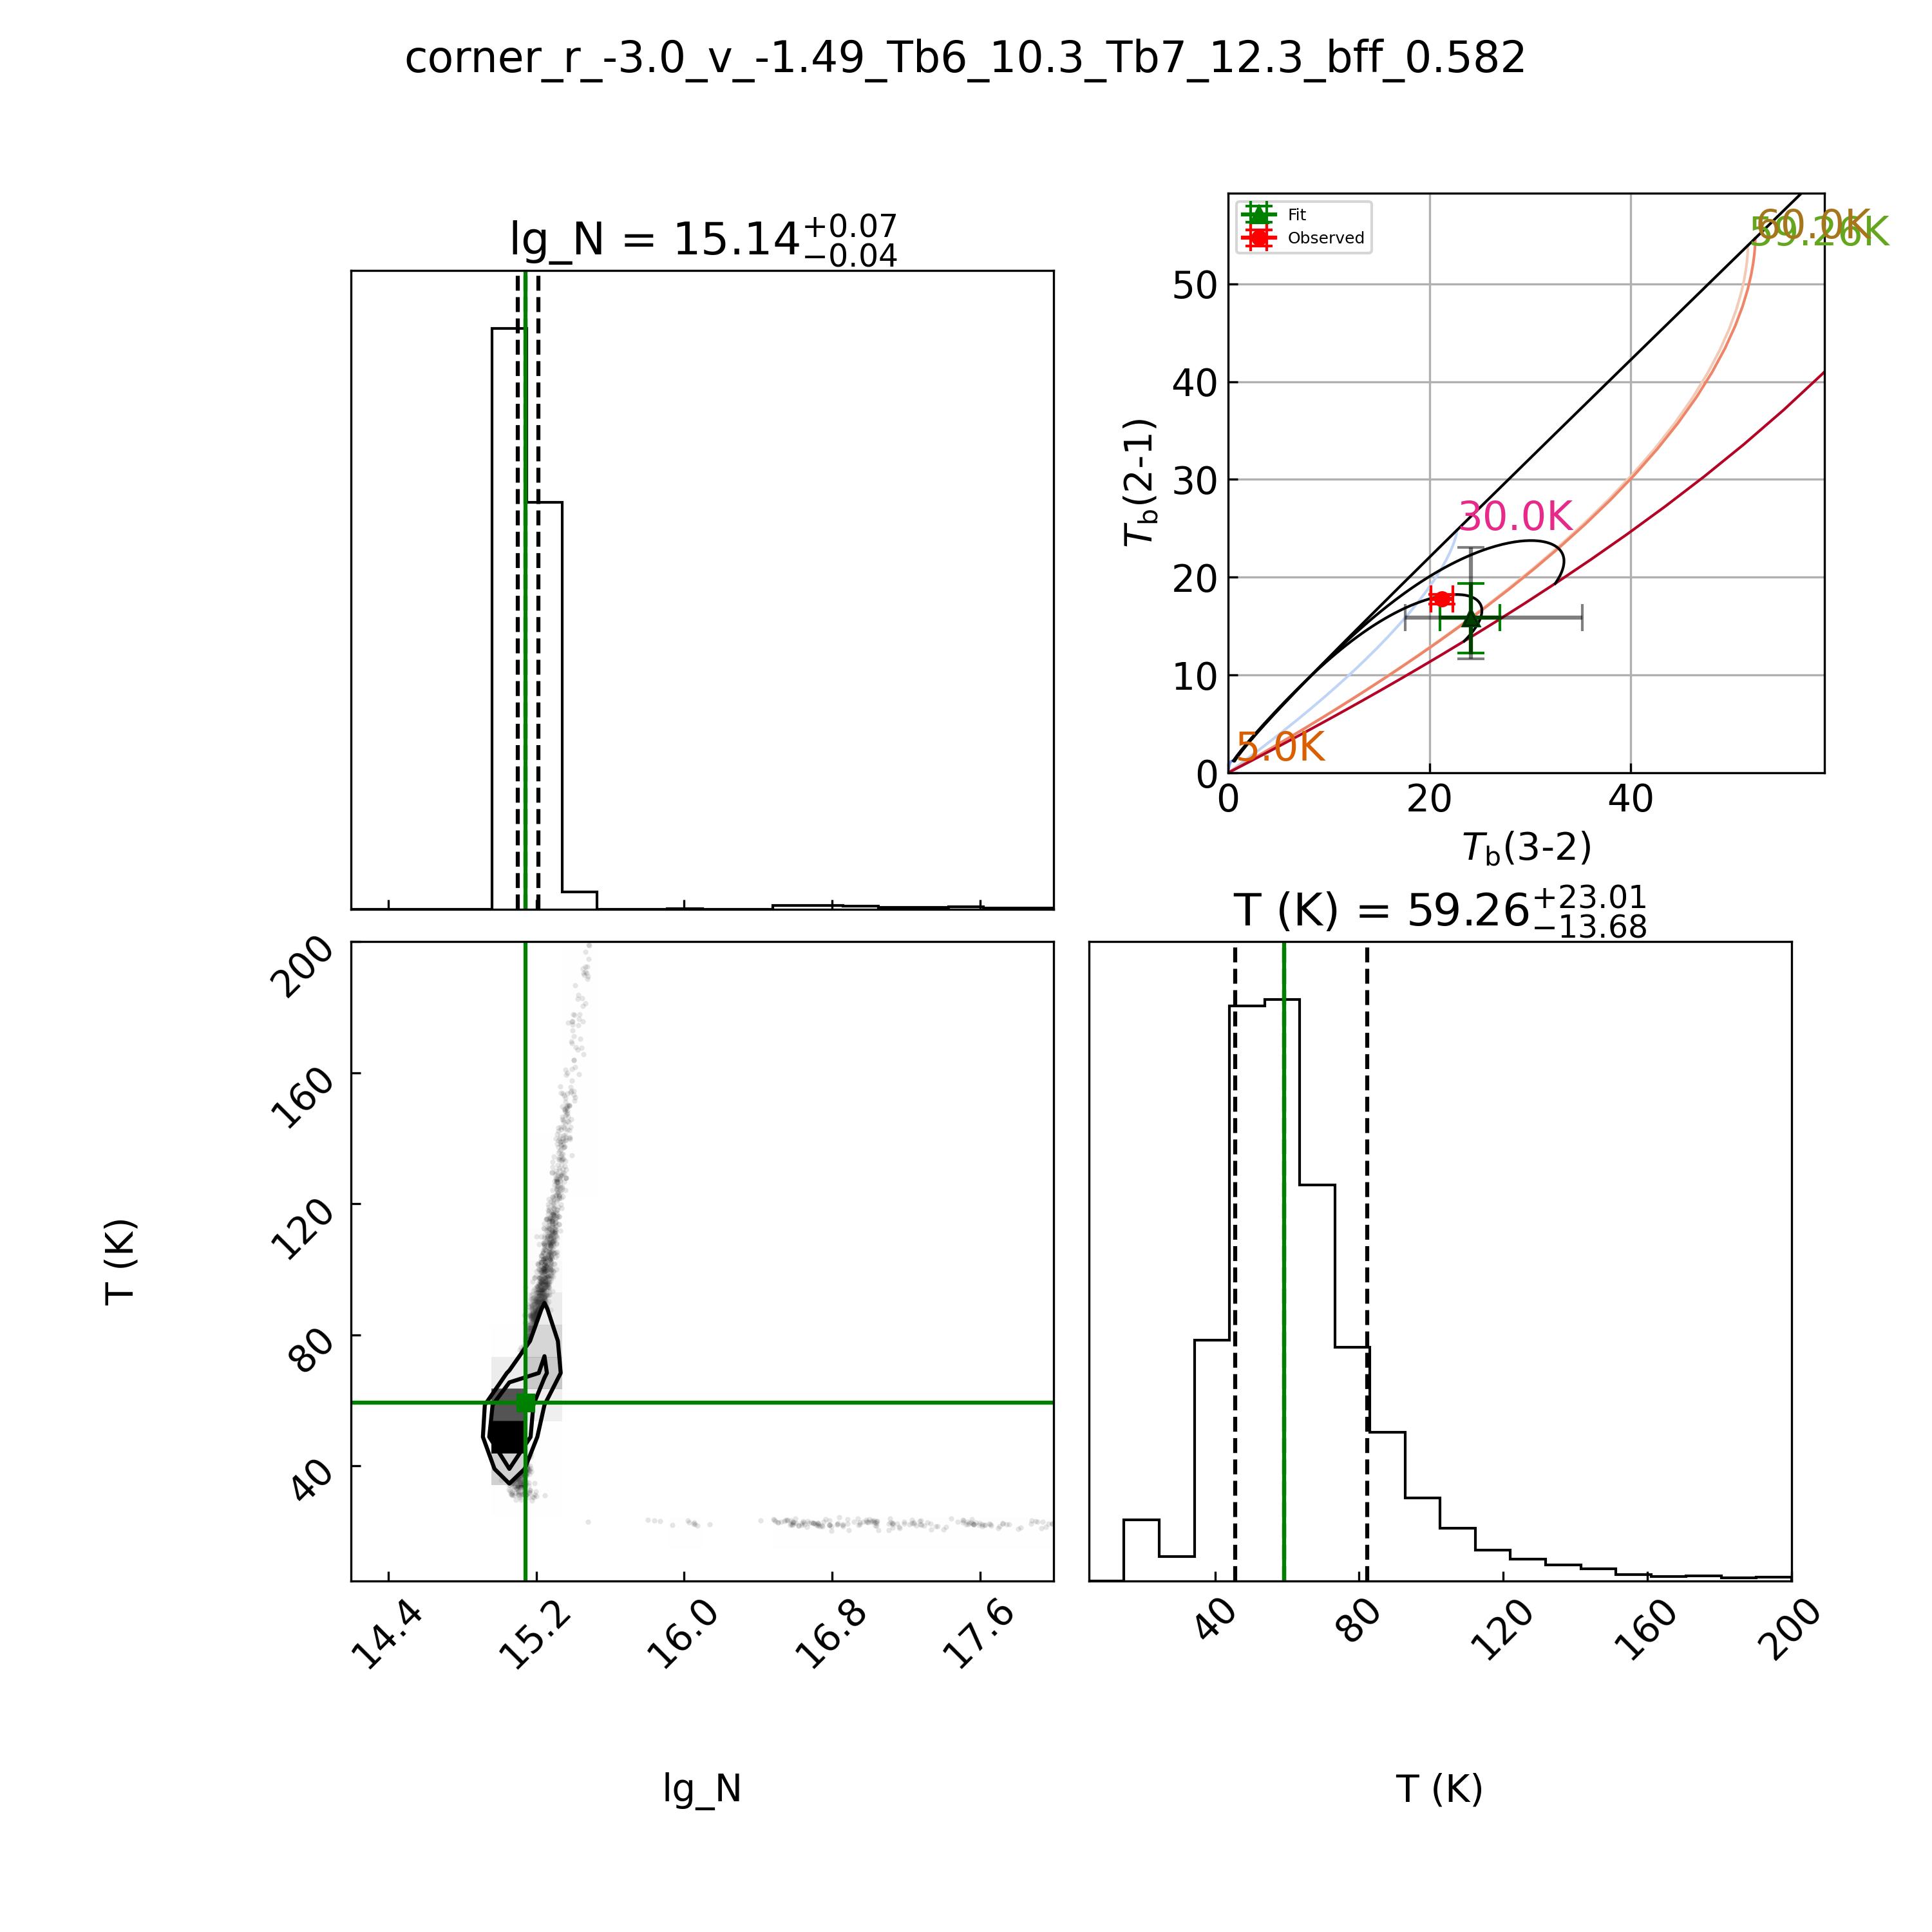 corner_r_-3.0_v_-1.49_Tb6_10.3_Tb7_12.3_bff_0.582
lg_N = 15.14 +0.07 −0.04
Fit
Observed
60.0K
59.26K
30.0K
5.0K
50
40
30
20
10
0
T_b(2-1)
0 20 40
T_b(3-2)
T (K) = 59.26 +23.01 −13.68
200
160
120
80
40
T (K)
14.4 15.2 16.0 16.8 17.6
40 80 120 160 200
lg_N
T (K)